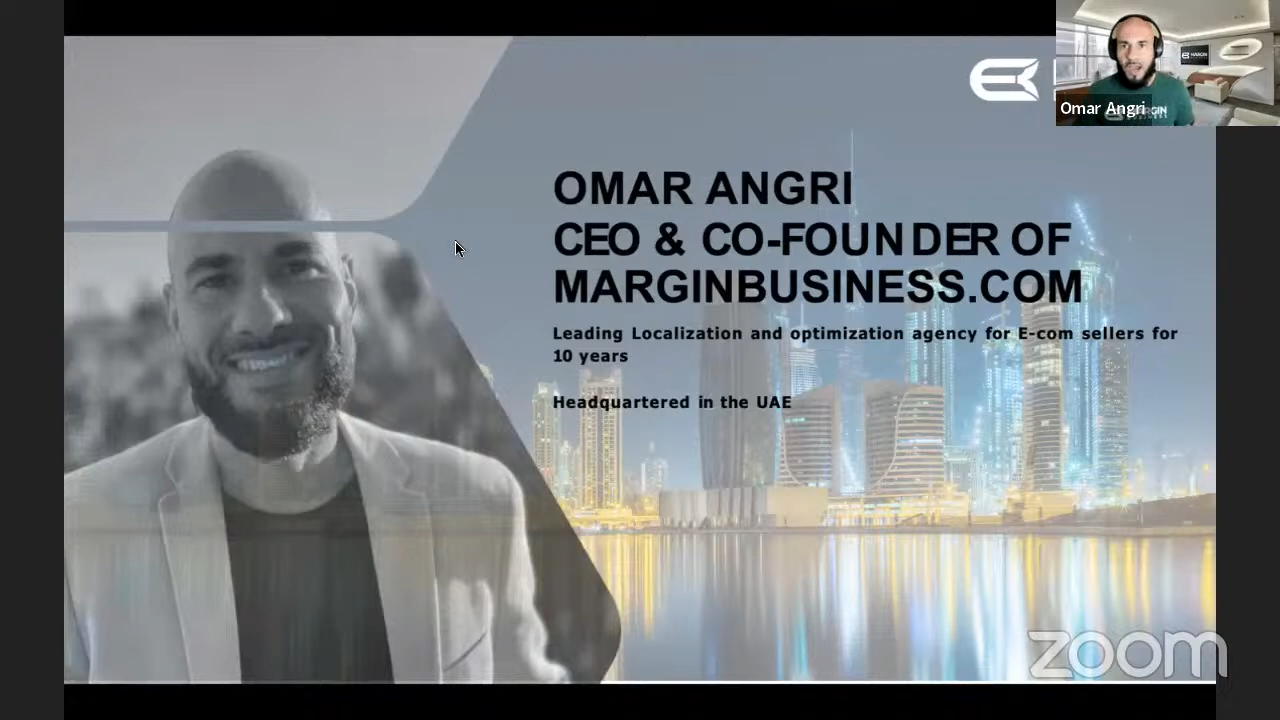 OMAR ANGRI
CEO & CO-FOUNDER OF
MARGINBUSINESS.COM
Leading Localization and optimization agency for E-com sellers for
10 years
Headquartered in the UAE
Omar Angri
zoom